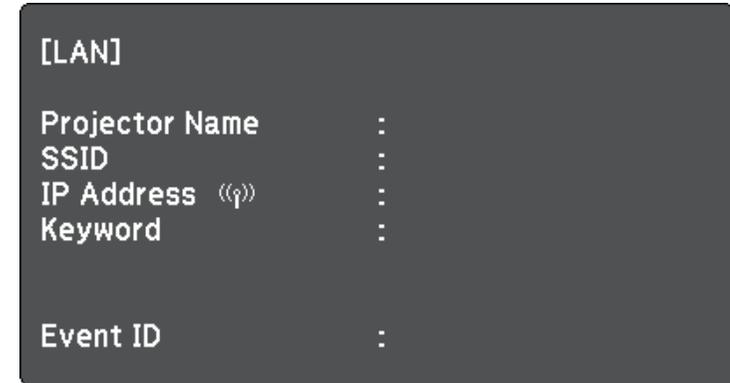 [LAN]
Projector Name :
SSID :
IP Address :
Keyword :
Event ID :